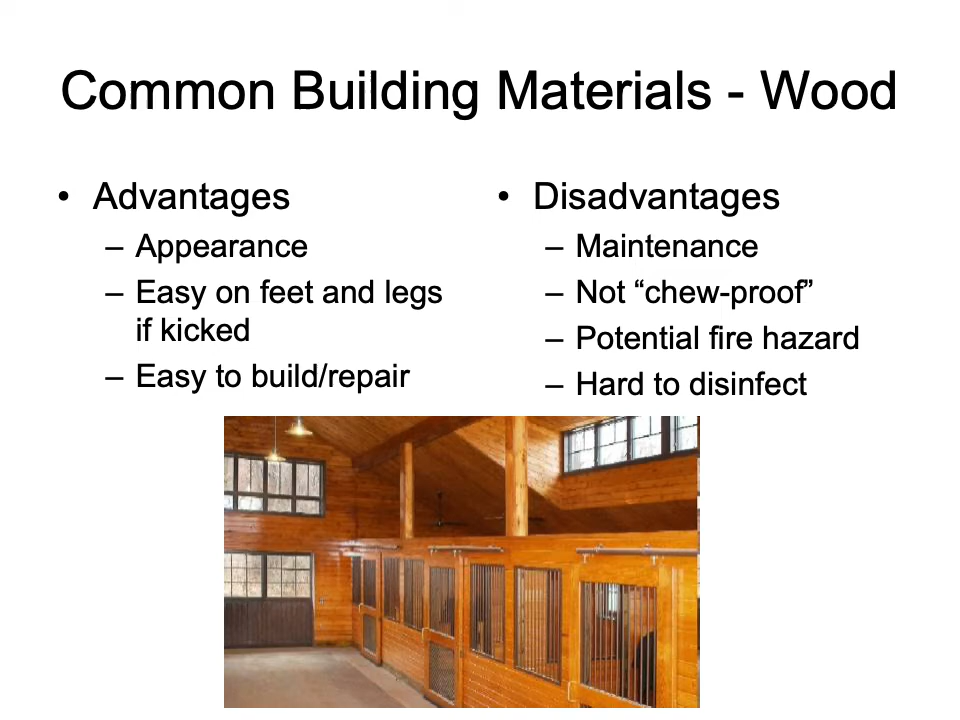 Common Building Materials - Wood
• Advantages
– Appearance
– Easy on feet and legs
if kicked
– Easy to build/repair
• Disadvantages
– Maintenance
– Not “chew-proof”
– Potential fire hazard
– Hard to disinfect